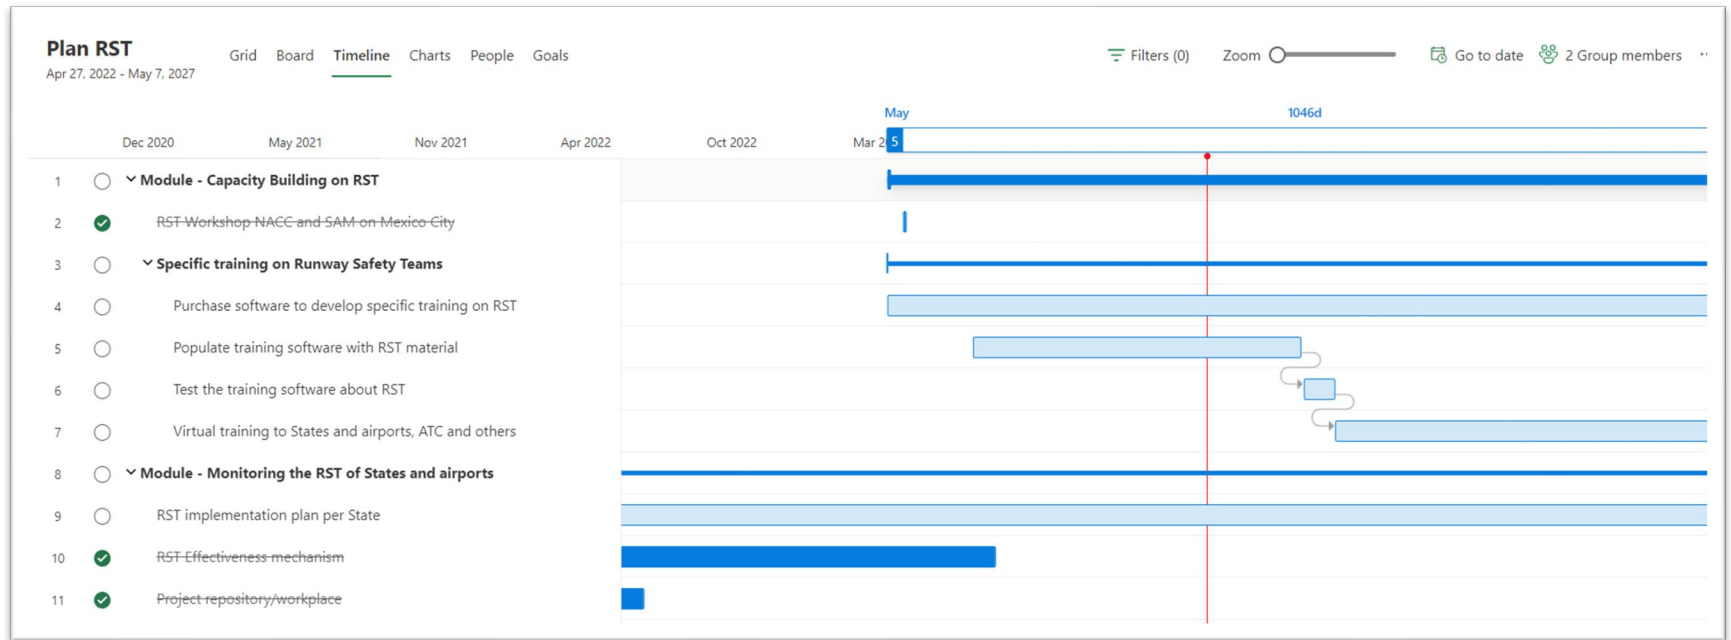 Plan RST
Apr 27, 2022 - May 7, 2027
Grid Board Timeline Charts People Goals
Filters (0) Zoom Go to date 2 Group members
May 1046d
Dec 2020 May 2021 Nov 2021 Apr 2022 Oct 2022 Mar 2 5
1 Module - Capacity Building on RST
2 RST Workshop NACC and SAM on Mexico City
3 Specific training on Runway Safety Teams
4 Purchase software to develop specific training on RST
5 Populate training software with RST material
6 Test the training software about RST
7 Virtual training to States and airports, ATC and others
8 Module - Monitoring the RST of States and airports
9 RST implementation plan per State
10 RST Effectiveness mechanism
11 Project repository/workplace